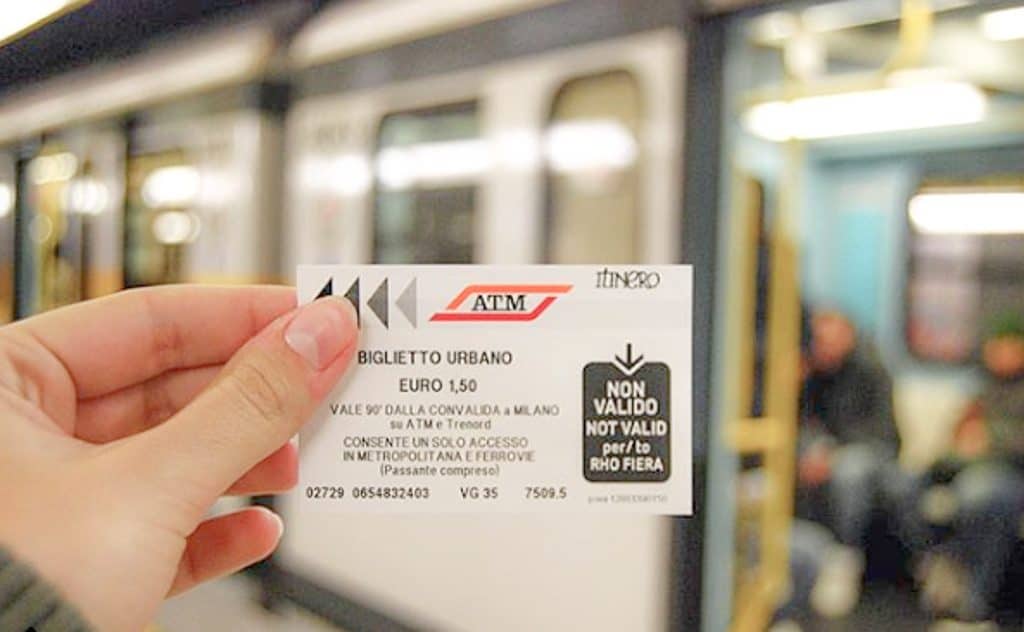 ATM
ITINERO
BIGLIETTO URBANO
EURO 1,50
VALE 90' DALLA CONVALIDA a MILANO
su ATM e Trenord
CONSENTE UN SOLO ACCESSO
IN METROPOLITANA E FERROVIE
(Passante compreso)
02729 0654832403 VG 35 7509,5
NON
VALIDO
NOT VALID
per/to
RHO FIERA